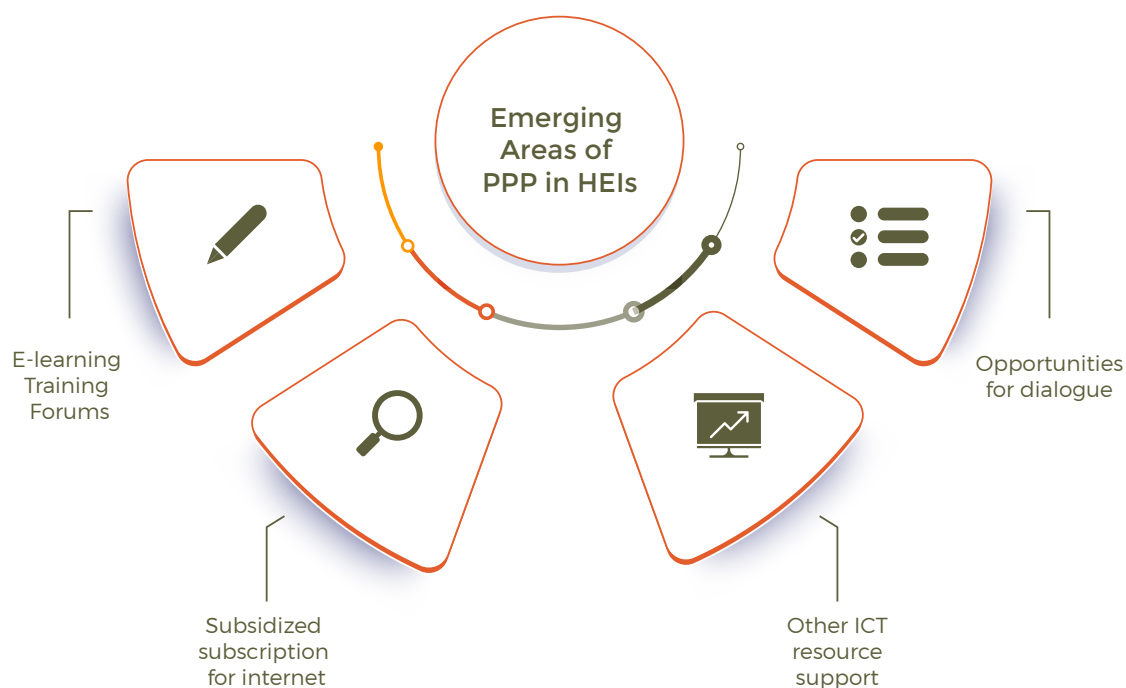 Emerging
Areas of
PPP in HEIs
E-learning
Training
Forums
Subsidized
subscription
for internet
Other ICT
resource
support
Opportunities
for dialogue